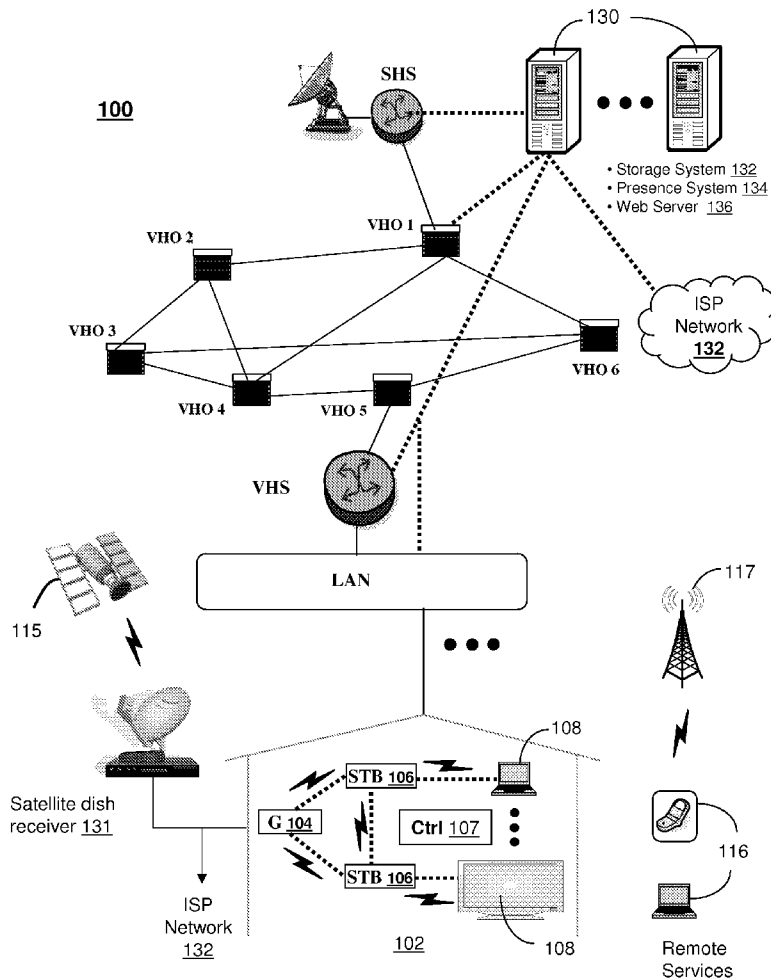 130
SHS
100
• Storage System 132
• Presence System 134
• Web Server 136
VHO 1
VHO 2
ISP
Network
132
VHO 3
VHO 6
VHO 4
VHO 5
VHS
LAN
117
115
108
STB 106
G 104
Ctrl 107
Satellite dish
receiver 131
STB 106
116
ISP
Network
132
102
108
Remote
Services